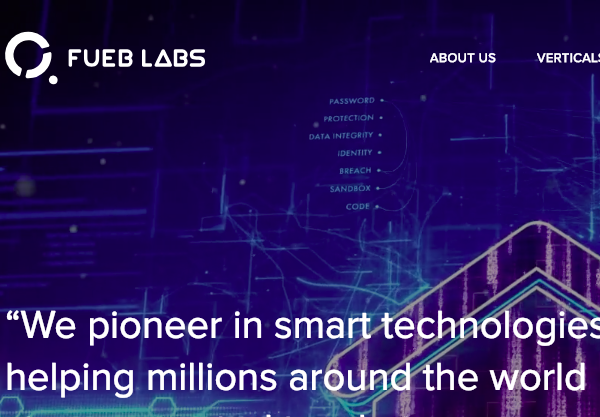 FUEB LABS
ABOUT US
VERTICALS
PASSWORD
PROTECTION
DATA INTEGRITY
IDENTITY
BREACH
SANDBOX
CODE
“We pioneer in smart technologies
helping millions around the world